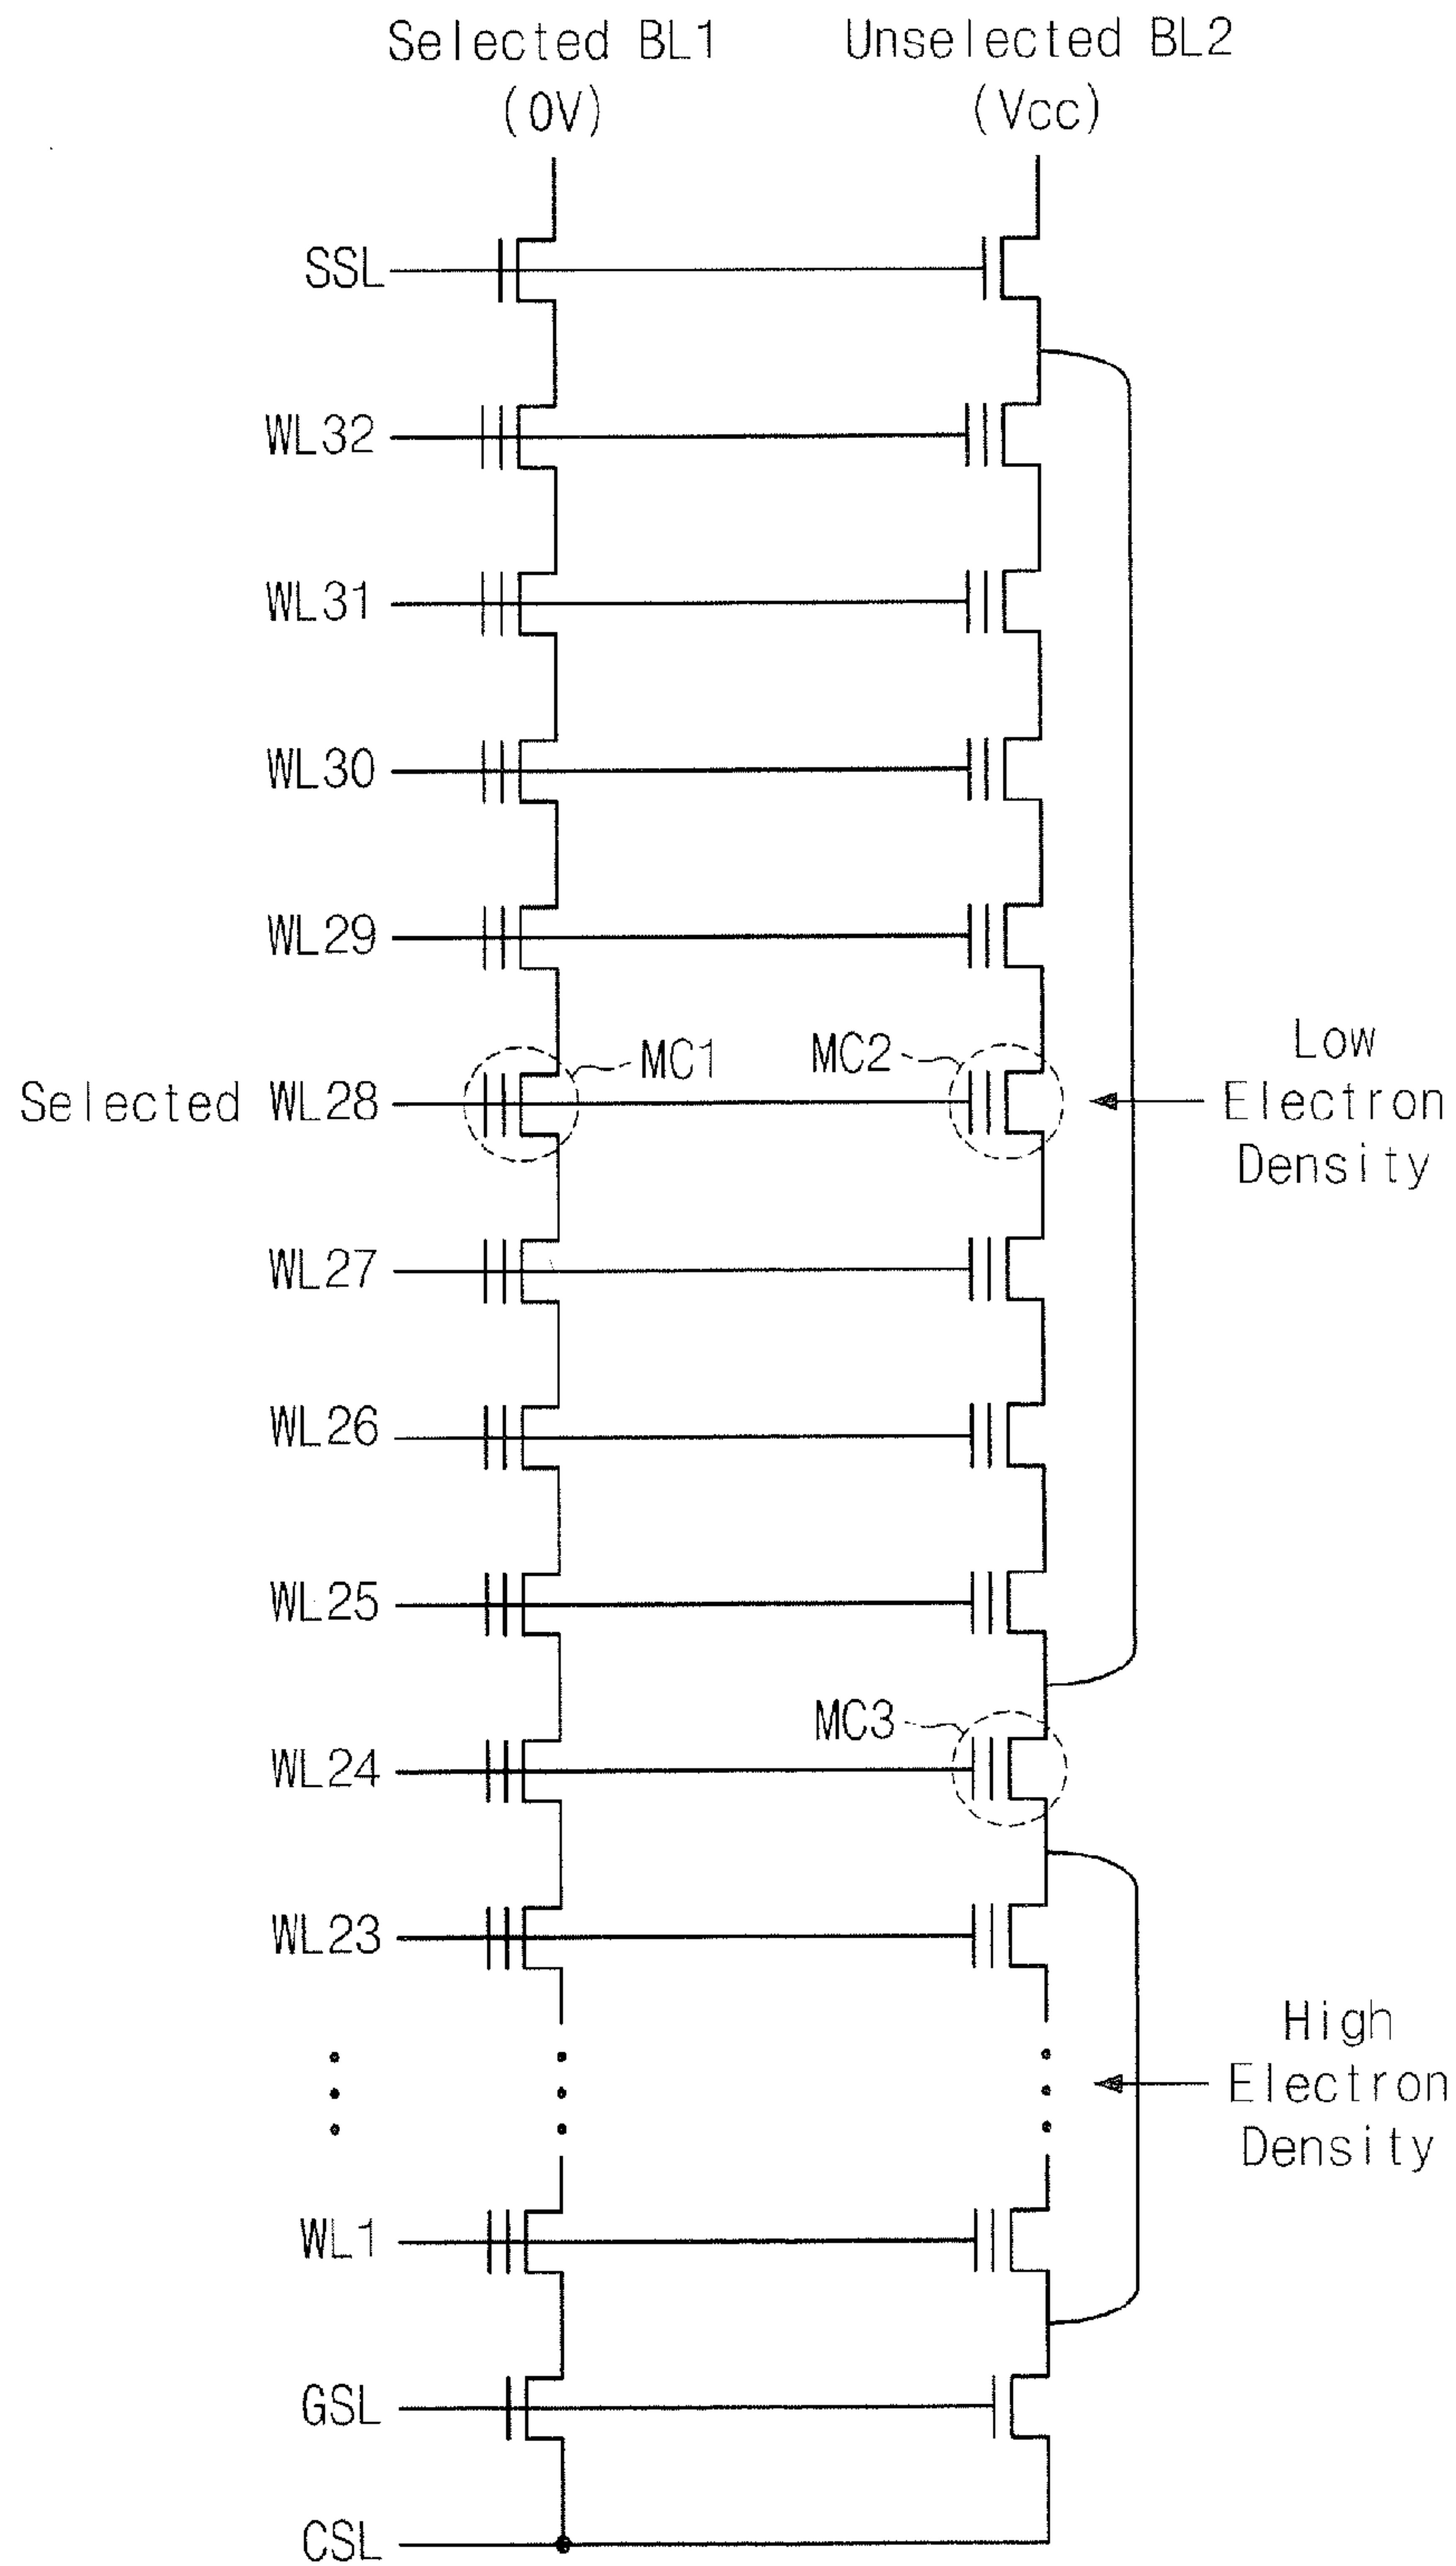 Selected BL1
(0V)
Unselected BL2
(Vcc)
SSL
WL32
WL31
WL30
WL29
MC1
MC2
Selected WL28
Low
Electron
Density
WL27
WL26
WL25
MC3
WL24
WL23
High
Electron
Density
WL1
GSL
CSL